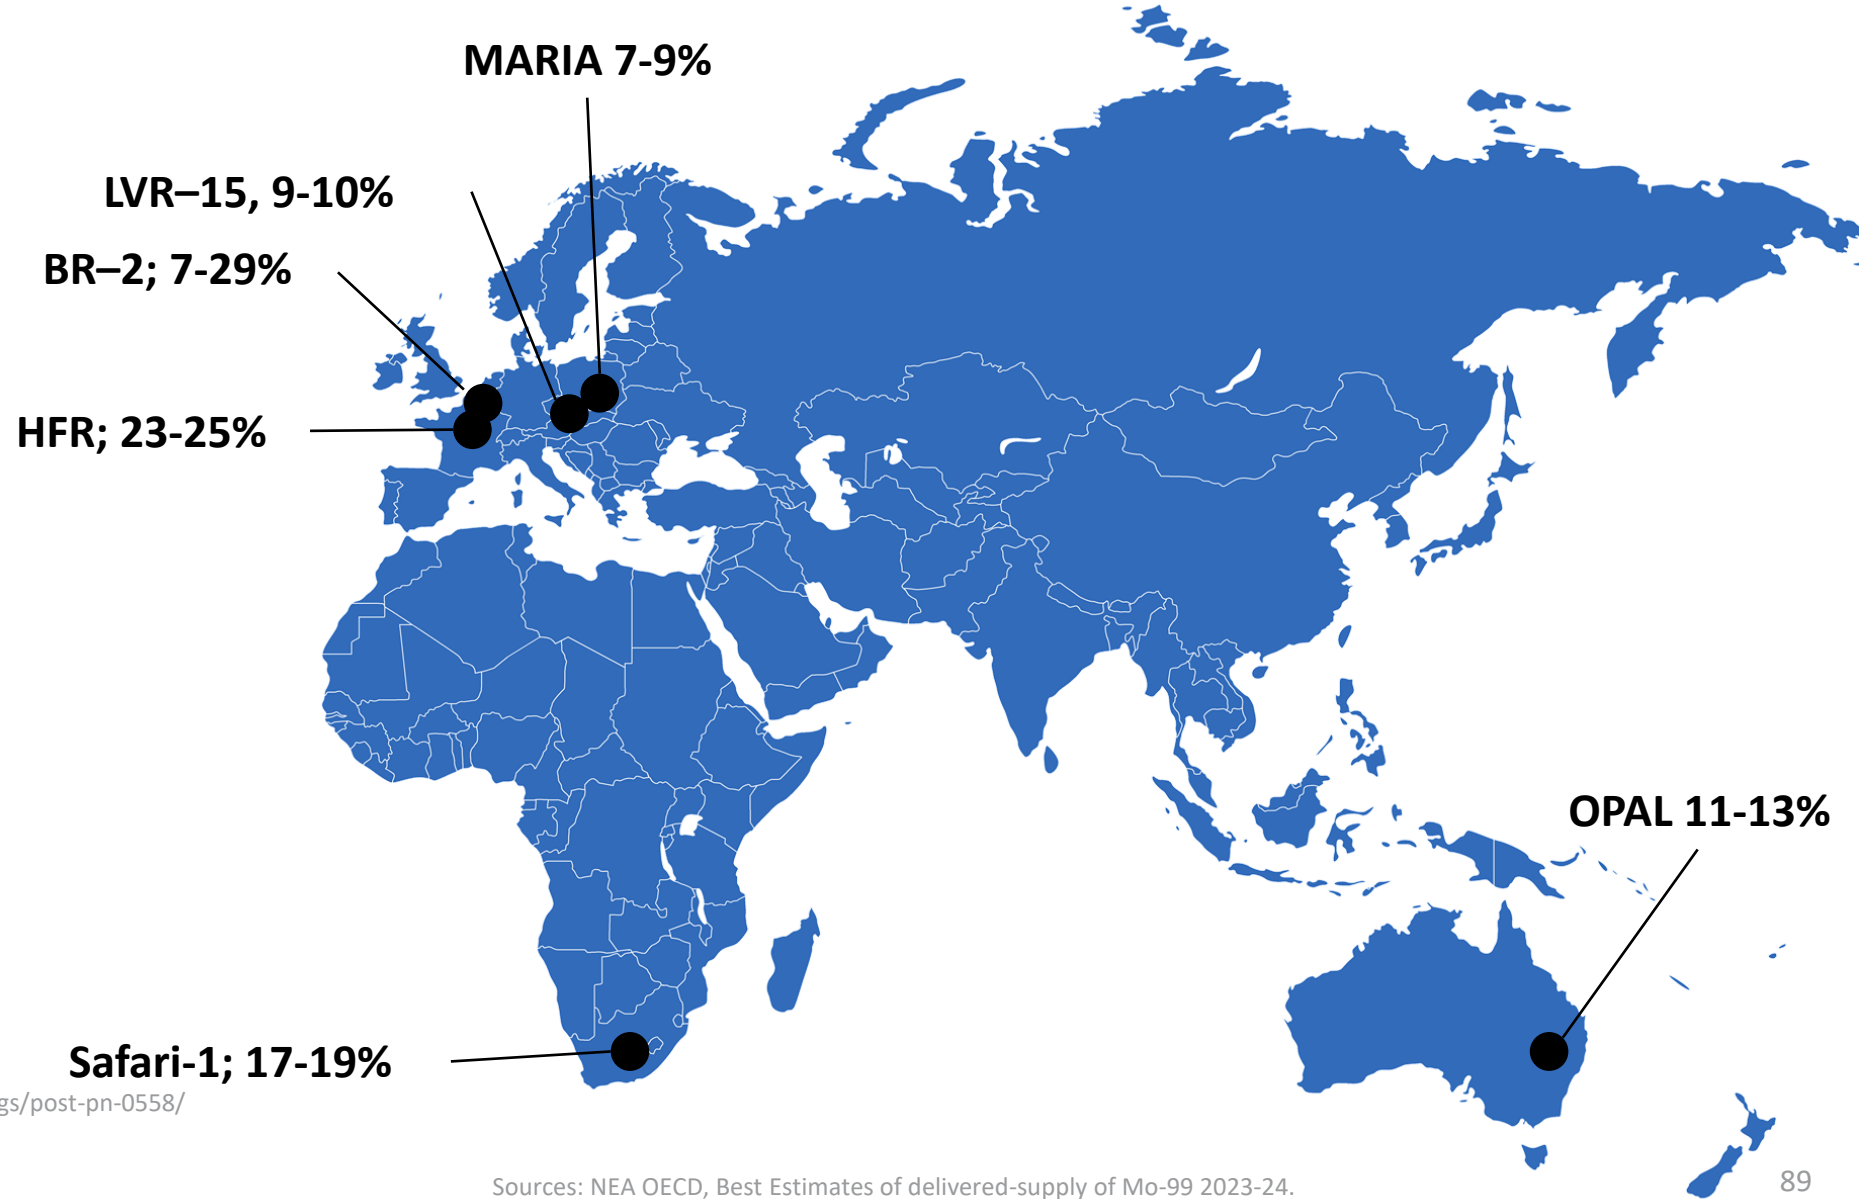 MARIA 7-9%
LVR–15, 9-10%
BR–2; 7-29%
HFR; 23-25%
OPAL 11-13%
Safari-1; 17-19%
gs/post-pn-0558/
Sources: NEA OECD, Best Estimates of delivered-supply of Mo-99 2023-24.
89